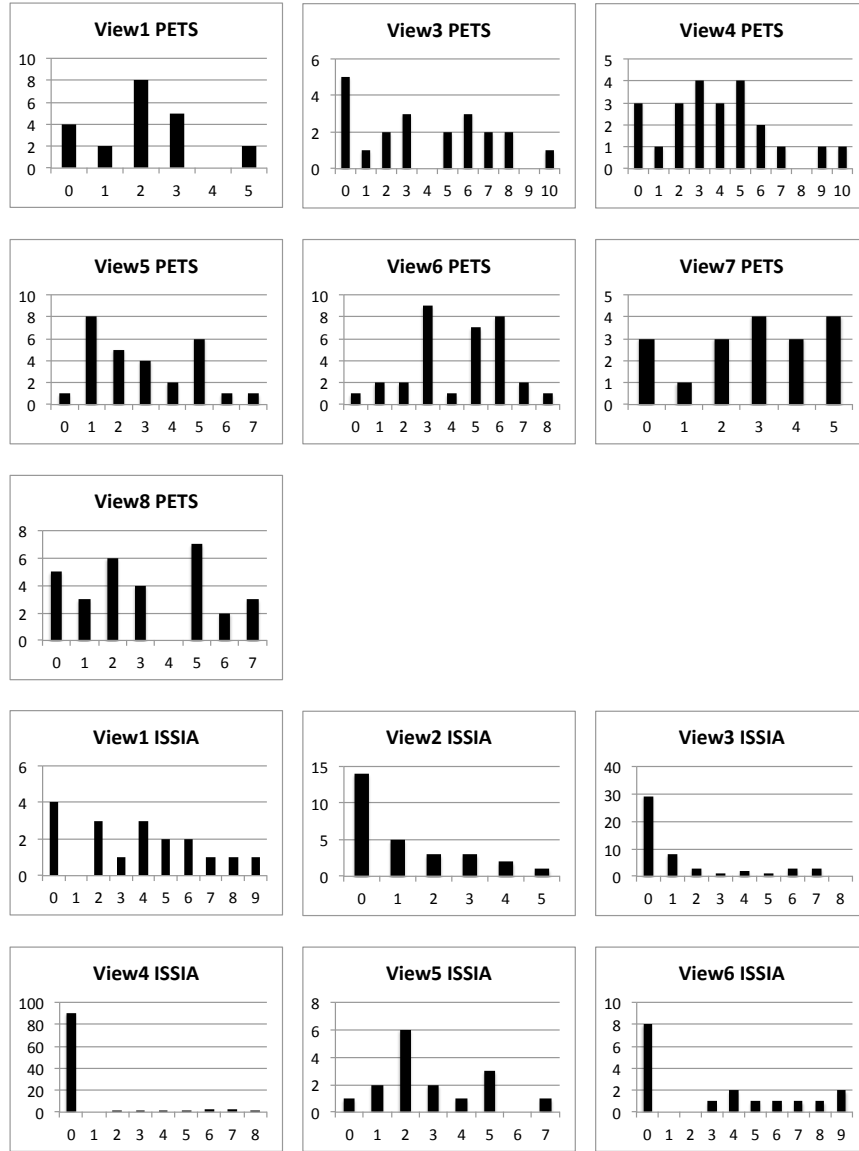 View1 PETS
10
8
6
4
2
0
0 1 2 3 4 5
View3 PETS
6
4
2
0
0 1 2 3 4 5 6 7 8 9 10
View4 PETS
5
4
3
2
1
0
0 1 2 3 4 5 6 7 8 9 10
View5 PETS
10
8
6
4
2
0
0 1 2 3 4 5 6 7
View6 PETS
10
8
6
4
2
0
0 1 2 3 4 5 6 7 8
View7 PETS
5
4
3
2
1
0
0 1 2 3 4 5
View8 PETS
8
6
4
2
0
0 1 2 3 4 5 6 7
View1 ISSIA
6
4
2
0
0 1 2 3 4 5 6 7 8 9
View2 ISSIA
15
10
5
0
0 1 2 3 4 5
View3 ISSIA
40
30
20
10
0
0 1 2 3 4 5 6 7 8
View4 ISSIA
100
80
60
40
20
0
0 1 2 3 4 5 6 7 8
View5 ISSIA
8
6
4
2
0
0 1 2 3 4 5 6 7
View6 ISSIA
10
8
6
4
2
0
0 1 2 3 4 5 6 7 8 9